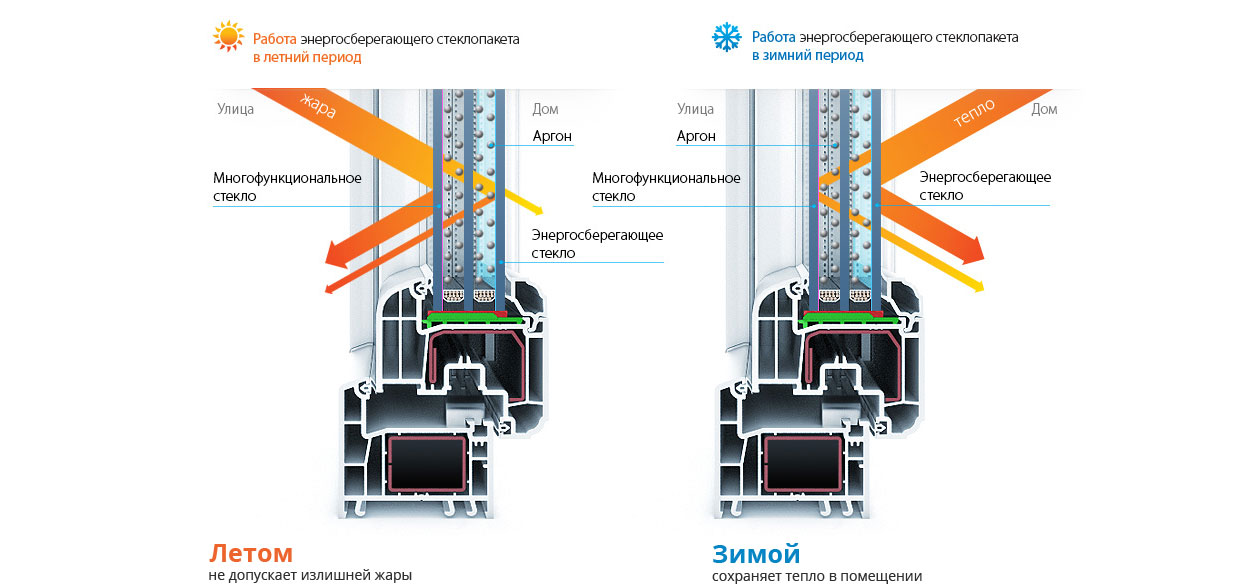 Работа энергосберегающего стеклопакета
в летний период
Улица
жара
Дом
Аргон
Многофункциональное
стекло
Энергосберегающее
стекло
Летом
не допускает излишней жары
Работа энергосберегающего стеклопакета
в зимний период
Улица
тепло
Дом
Аргон
Многофункциональное
стекло
Энергосберегающее
стекло
Зимой
сохраняет тепло в помещении